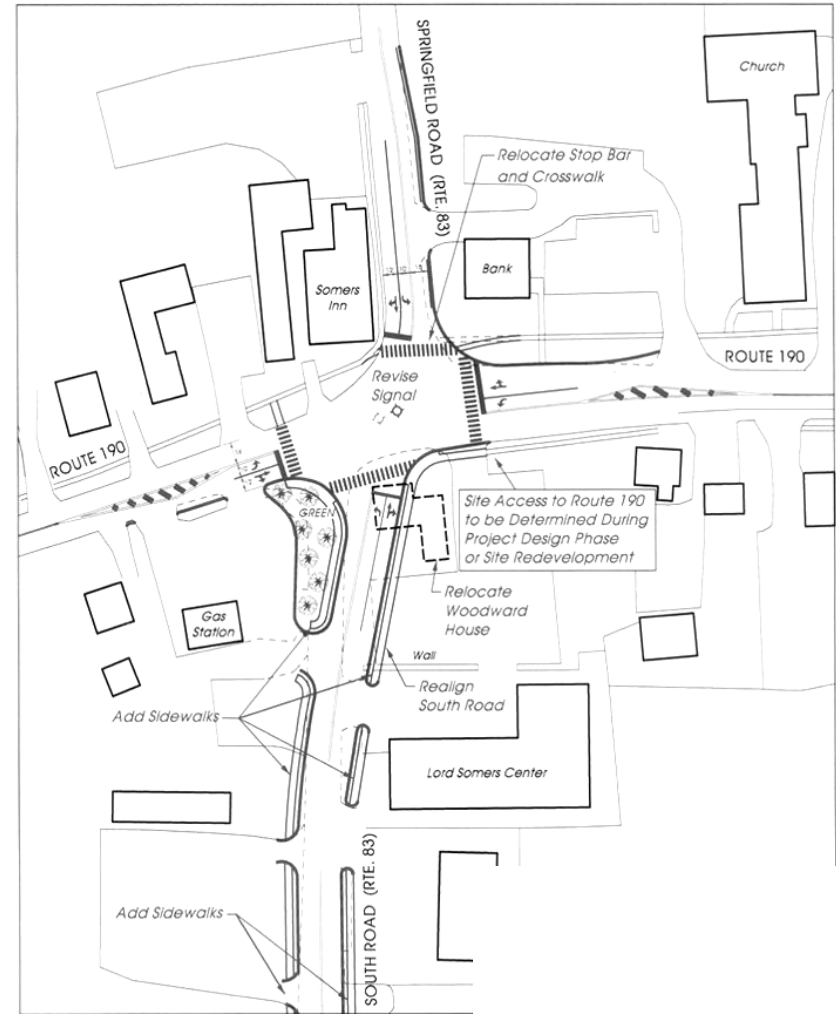 SPRINGFIELD ROAD (RTE. 83)
Church
Relocate Stop Bar
and Crosswalk
Bank
Somers
Inn
ROUTE 190
Revise
Signal
ROUTE 190
GREEN
Site Access to Route 190
to be Determined During
Project Design Phase
or Site Redevelopment
Relocate
Woodward
House
Gas
Station
Wall
Realign
South Road
Add Sidewalks
Lord Somers Center
SOUTH ROAD (RTE. 83)
Add Sidewalks